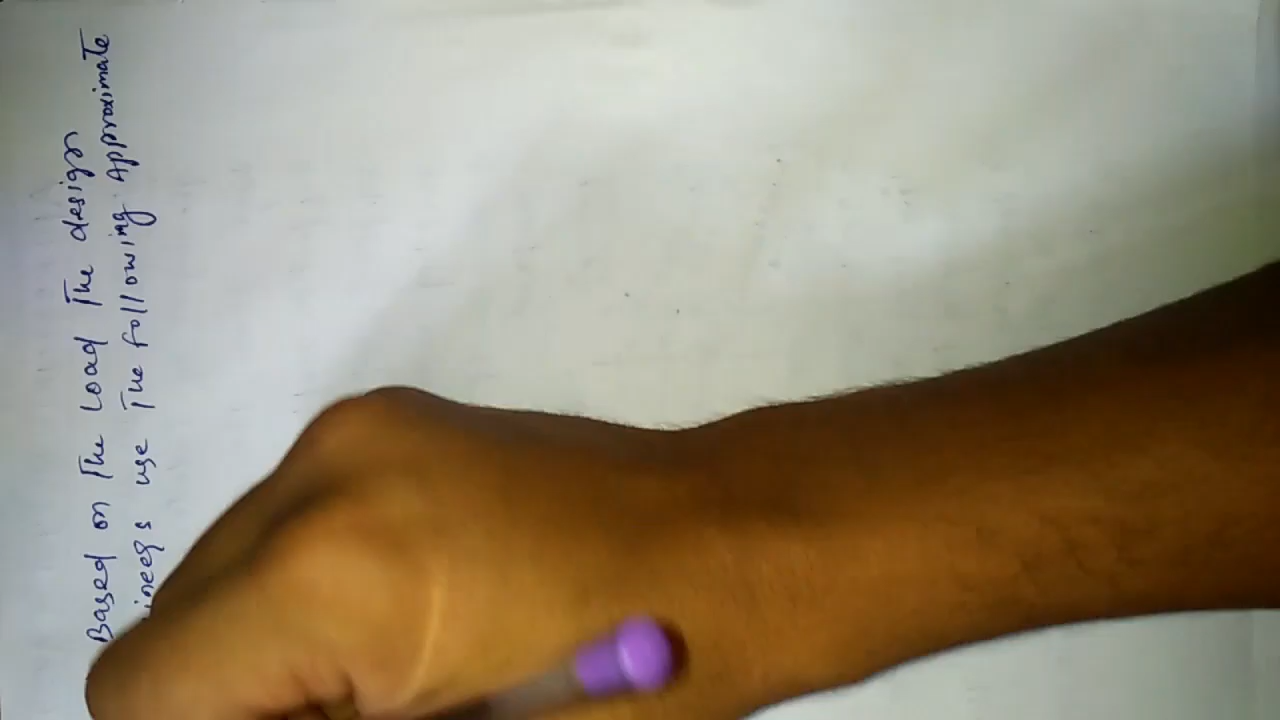 Based on The Load The design
ineers use The following Approximate